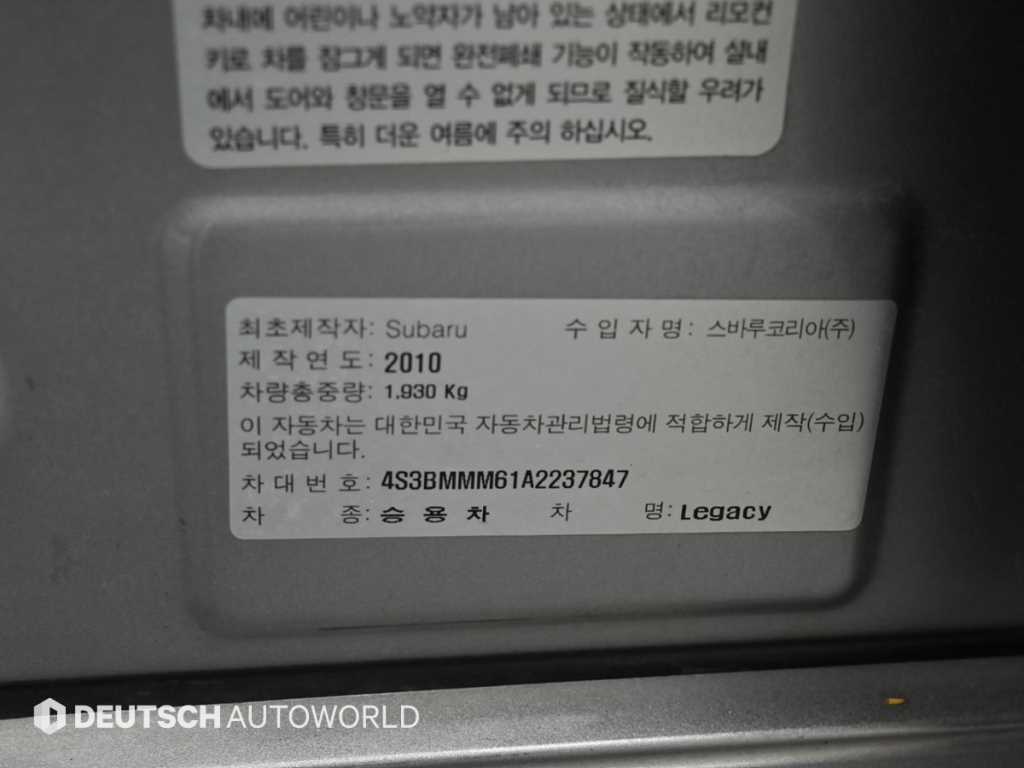 차내에 어린이나 노약자가 남아 있는 상태에서 리모컨
키로 차를 잠그게 되면 완전폐쇄 기능이 작동하여 실내
에서 도어와 창문을 열 수 없게 되므로 질식할 우려가
있습니다. 특히 더운 여름에 주의 하십시오.
최초제작자: Subaru 수 입 자 명: 스바루코리아(주)
제 작 연 도: 2010
차량총중량: 1.930 Kg
이 자동차는 대한민국 자동차관리법령에 적합하게 제작(수입)
되었습니다.
차 대 번 호: 4S3BMMM61A2237847
차 종: 승 용 차 차 명: Legacy
DEUTSCH AUTOWORLD